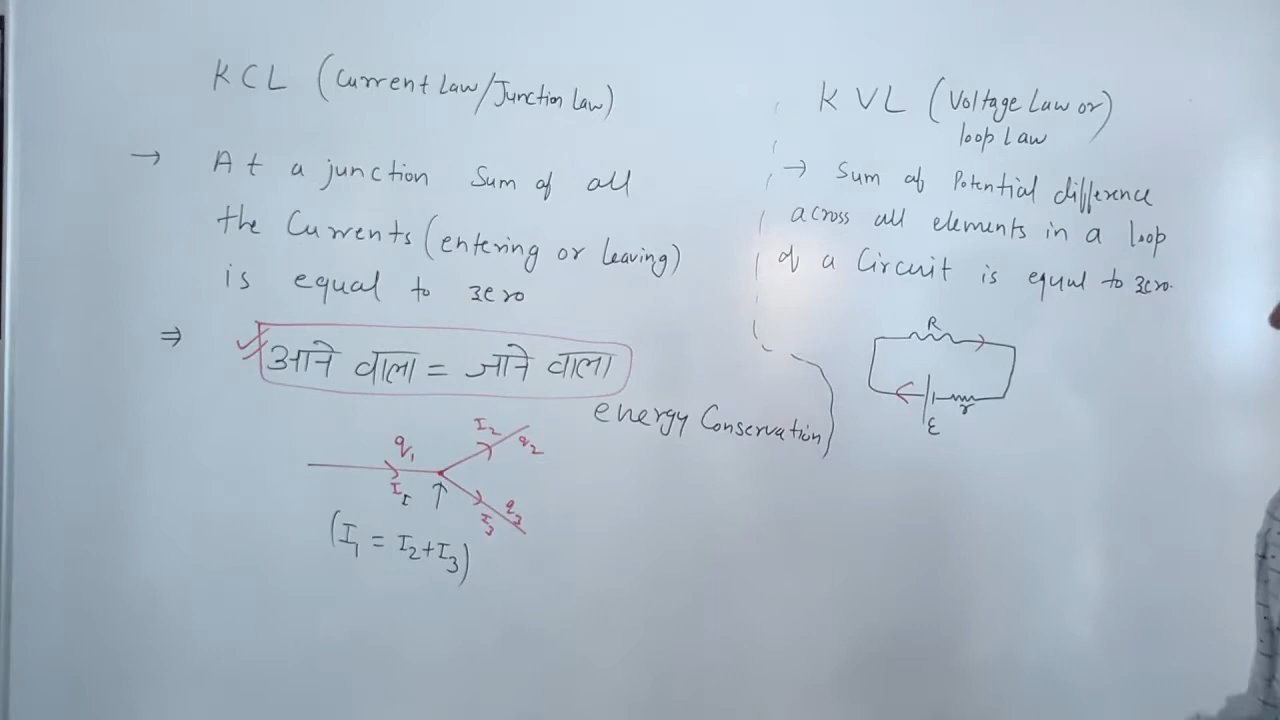 KCL (Current Law/Junction Law)
→ At a junction Sum of all
the Currents (entering or leaving)
is equal to zero
⇒ आने वाला = जाने वाला
q₁
I₁
I₂
q₂
I₃
q₃
(I₁ = I₂+I₃)
energy Conservation
KVL (Voltage Law or)
loop Law
→ Sum of Potential difference
across all elements in a loop
of a Circuit is equal to zero.
R
ε
r